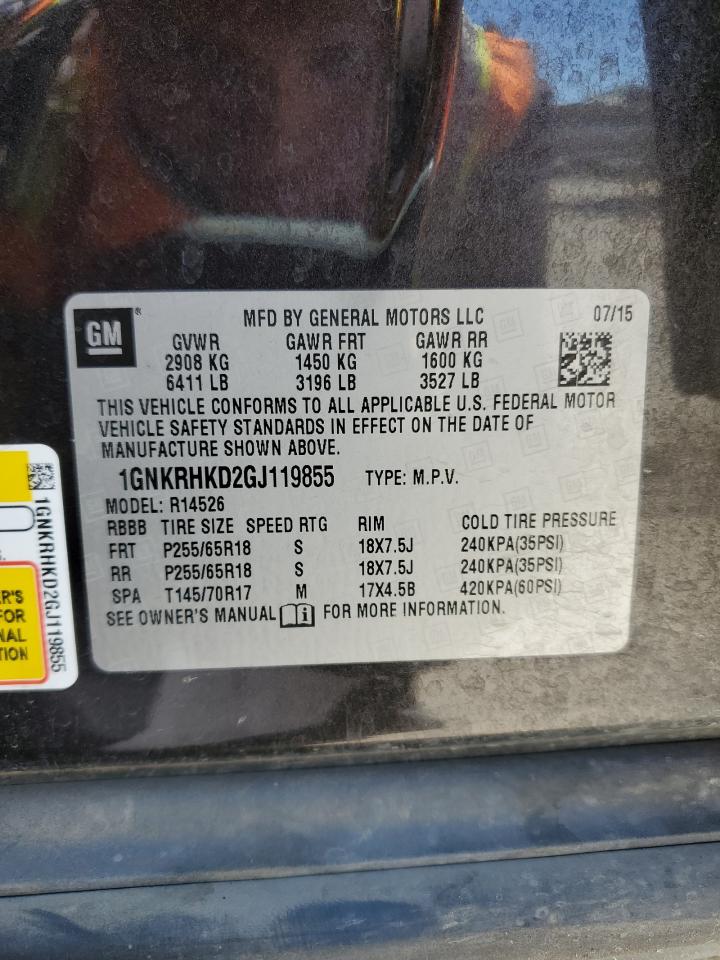 GM
®
MFD BY GENERAL MOTORS LLC 07/15
GVWR GAWR FRT GAWR RR
2908 KG 1450 KG 1600 KG
6411 LB 3196 LB 3527 LB
THIS VEHICLE CONFORMS TO ALL APPLICABLE U.S. FEDERAL MOTOR
VEHICLE SAFETY STANDARDS IN EFFECT ON THE DATE OF
MANUFACTURE SHOWN ABOVE.
1GNKRHKD2GJ119855 TYPE: M.P.V.
MODEL: R14526
RBBB TIRE SIZE SPEED RTG RIM COLD TIRE PRESSURE
FRT P255/65R18 S 18X7.5J 240KPA(35PSI)
RR P255/65R18 S 18X7.5J 240KPA(35PSI)
SPA T145/70R17 M 17X4.5B 420KPA(60PSI)
SEE OWNER'S MANUAL FOR MORE INFORMATION.
1GNKRHKD2GJ119855
R'S
FOR
NAL
TION